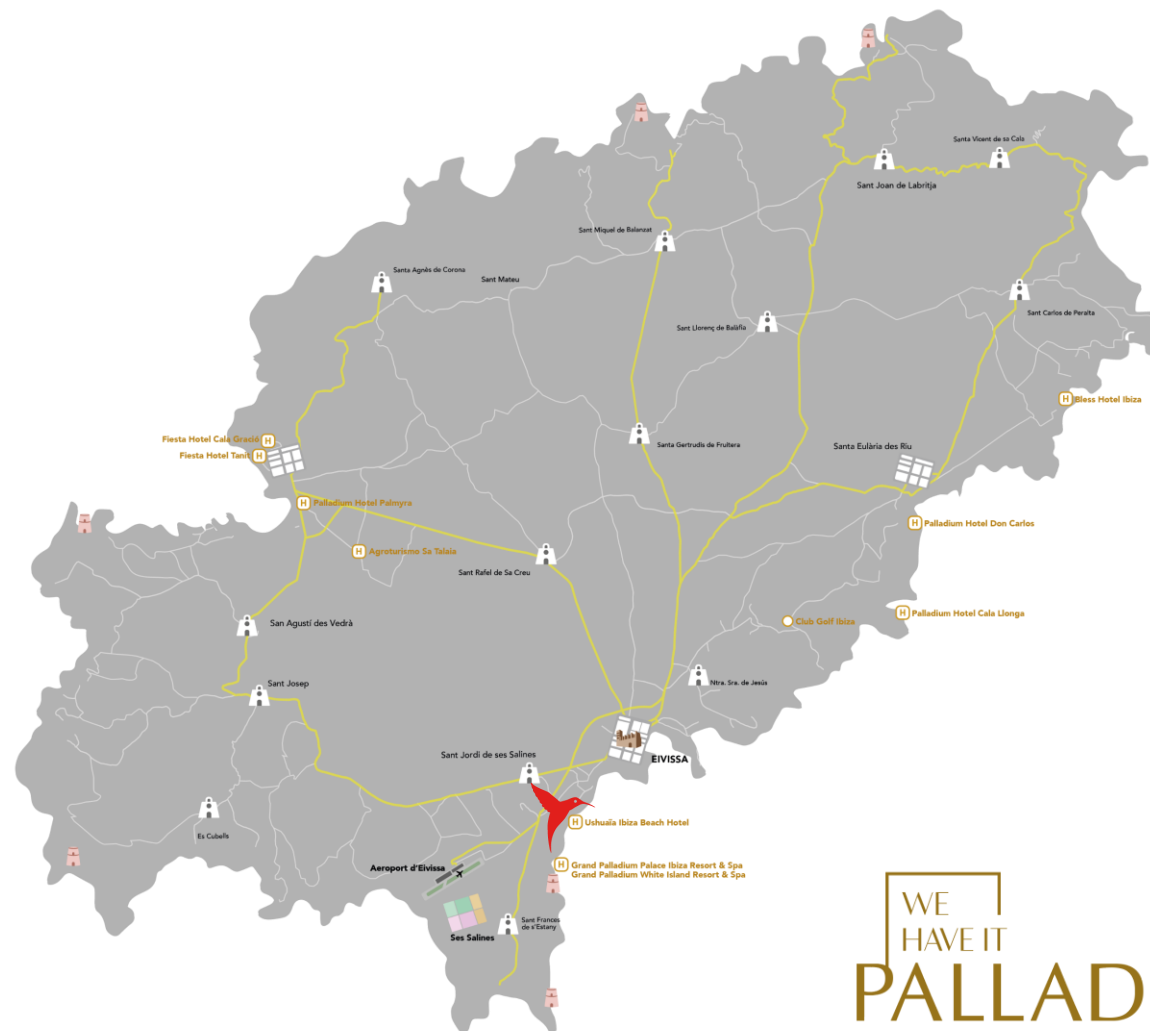 Santa Vicent de sa Cala
Sant Joan de Labritja
Sant Miquel de Balanzat
Santa Agnès de Corona
Sant Mateu
Sant Carlos de Peralta
Sant Llorenç de Balàfia
H Bless Hotel Ibiza
Fiesta Hotel Cala Gració H
Fiesta Hotel Tanit H
Santa Gertrudis de Fruitera
Santa Eulària des Riu
H Palladium Hotel Palmyra
H Palladium Hotel Don Carlos
H Agroturismo Sa Talaia
Sant Rafel de Sa Creu
H Palladium Hotel Cala Llonga
San Agustí des Vedrà
Club Golf Ibiza
Sant Josep
Ntra. Sra. de Jesús
Sant Jordi de ses Salines
EIVISSA
H Ushuaïa Ibiza Beach Hotel
Es Cubells
Aeroport d'Eivissa
H Grand Palladium Palace Ibiza Resort & Spa
Grand Palladium White Island Resort & Spa
Sant Frances
de s'Estany
Ses Salines
WE
HAVE IT
PALLAD